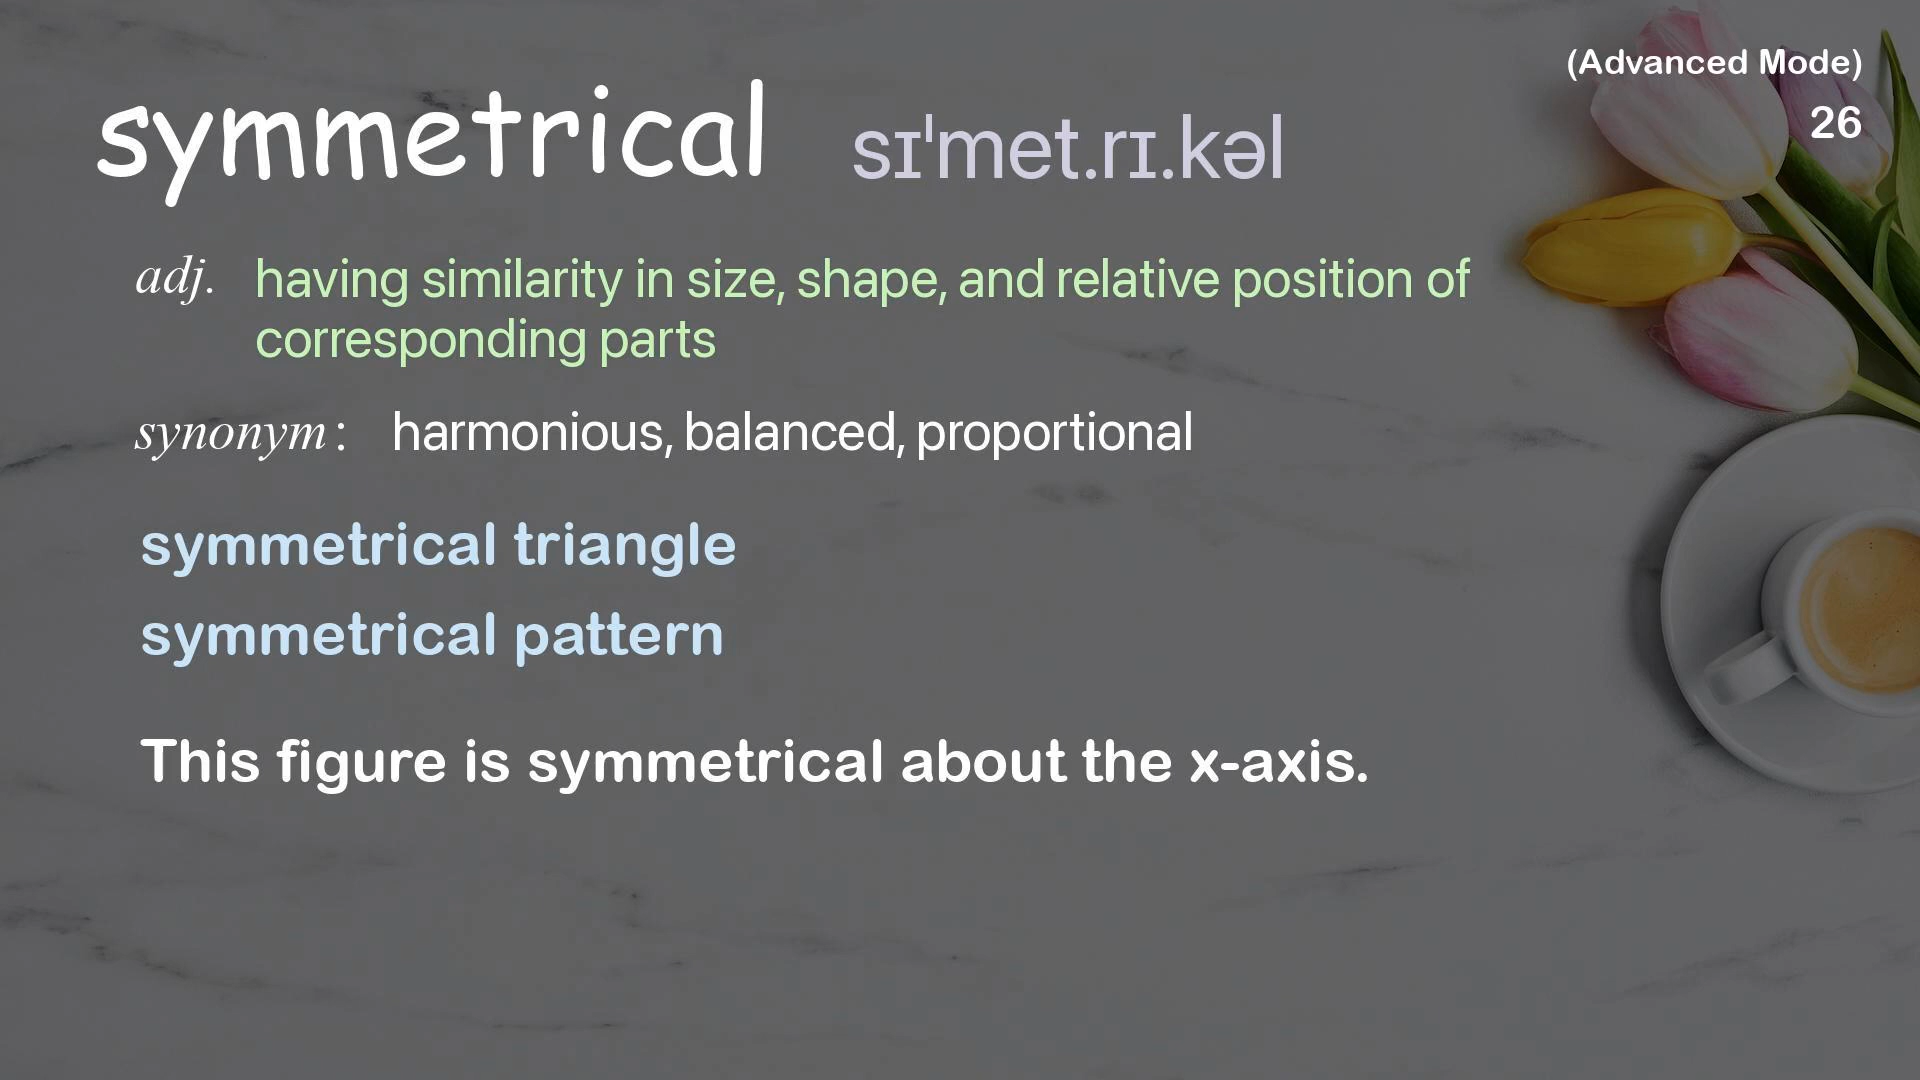 (Advanced Mode)
26
symmetrical sɪˈmet.rɪ.kəl
adj. having similarity in size, shape, and relative position of
corresponding parts
synonym: harmonious, balanced, proportional
symmetrical triangle
symmetrical pattern
This figure is symmetrical about the x-axis.